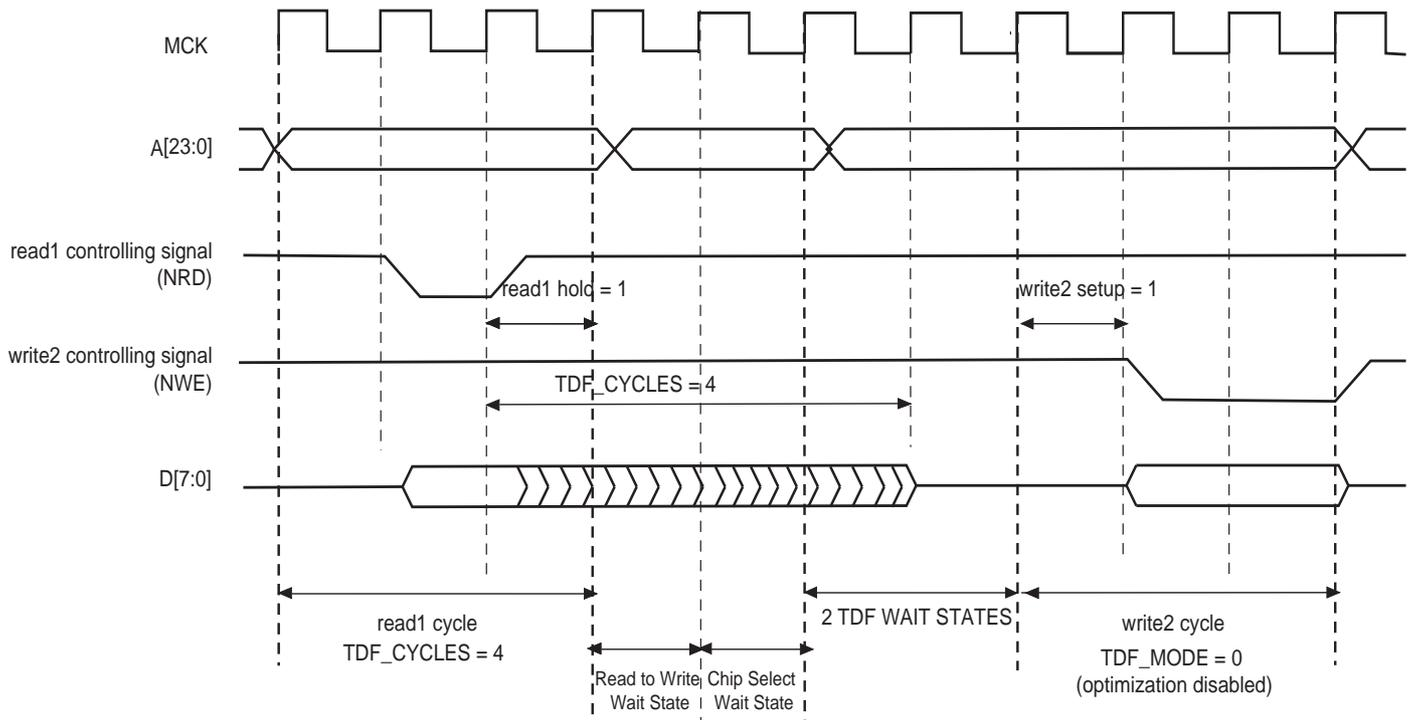 MCK
A[23:0]
read1 controlling signal
(NRD)
read1 hold = 1
write2 setup = 1
write2 controlling signal
(NWE)
TDF_CYCLES = 4
D[7:0]
read1 cycle
TDF_CYCLES = 4
Read to Write
Wait State
Chip Select
Wait State
2 TDF WAIT STATES
write2 cycle
TDF_MODE = 0
(optimization disabled)